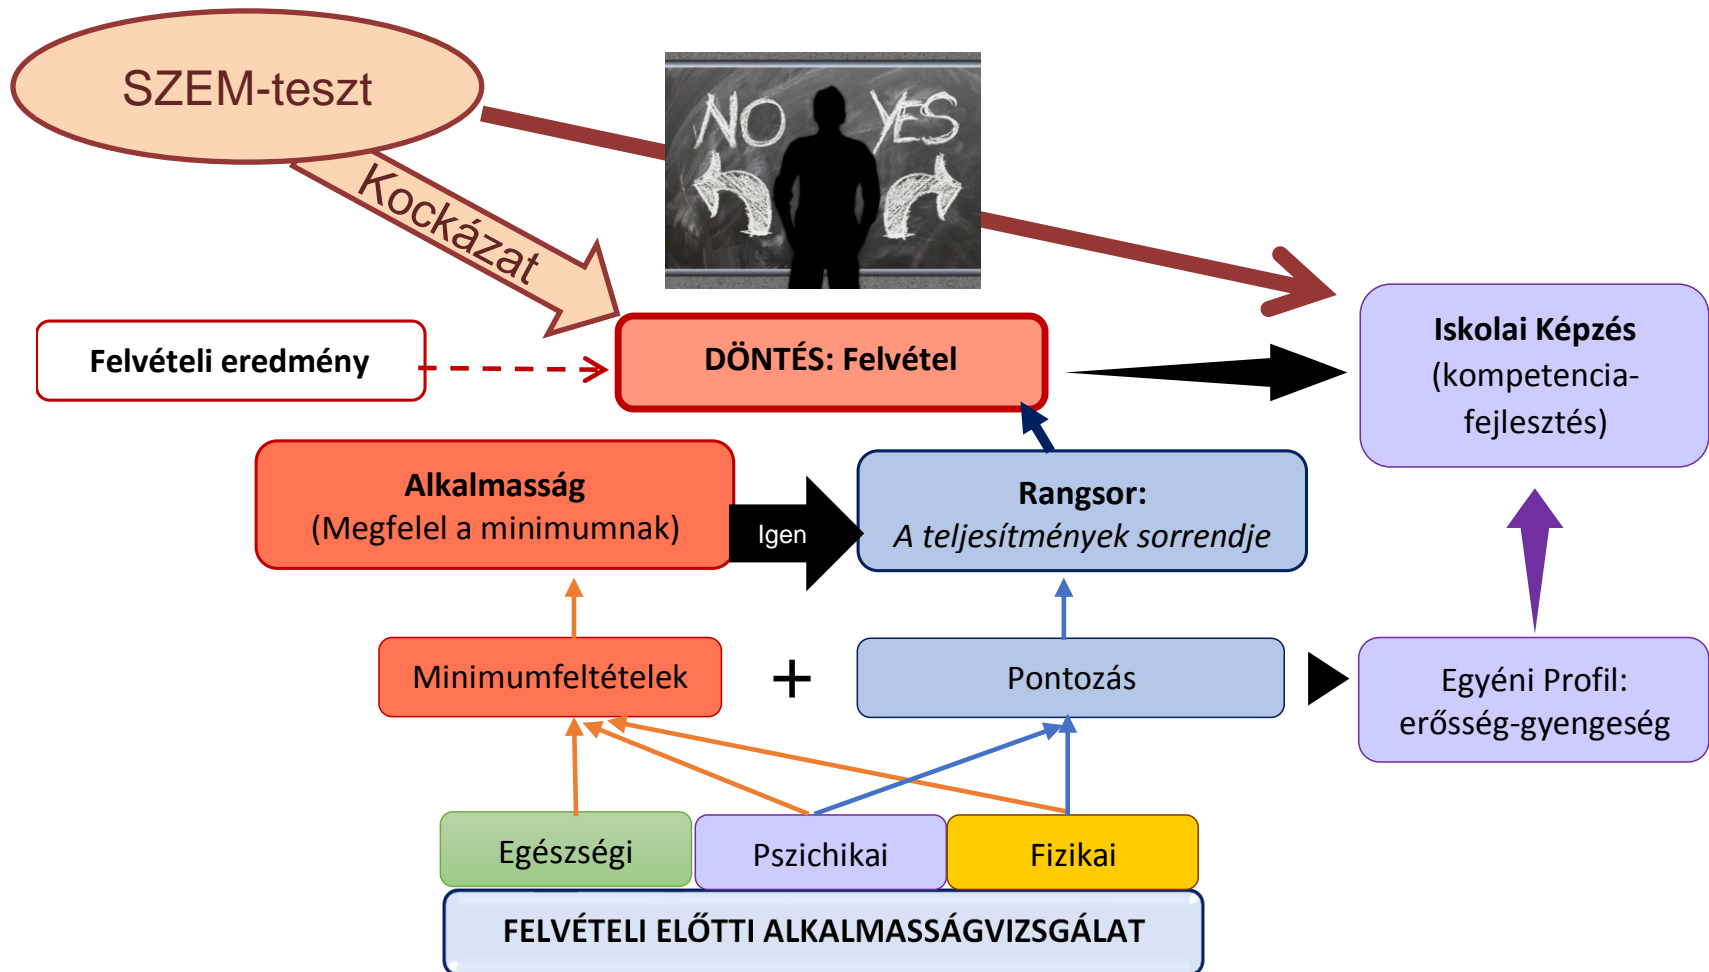 SZEM-teszt
NO YES
Kockázat
Felvételi eredmény
DÖNTÉS: Felvétel
Iskolai Képzés
(kompetencia-
fejlesztés)
Alkalmasság
(Megfelel a minimumnak)
Igen
Rangsor:
A teljesítmények sorrendje
Minimumfeltételek
+
Pontozás
Egyéni Profil:
erősség-gyengeség
Egészségi
Pszichikai
Fizikai
FELVÉTELI ELŐTTI ALKALMASSÁGVIZSGÁLAT